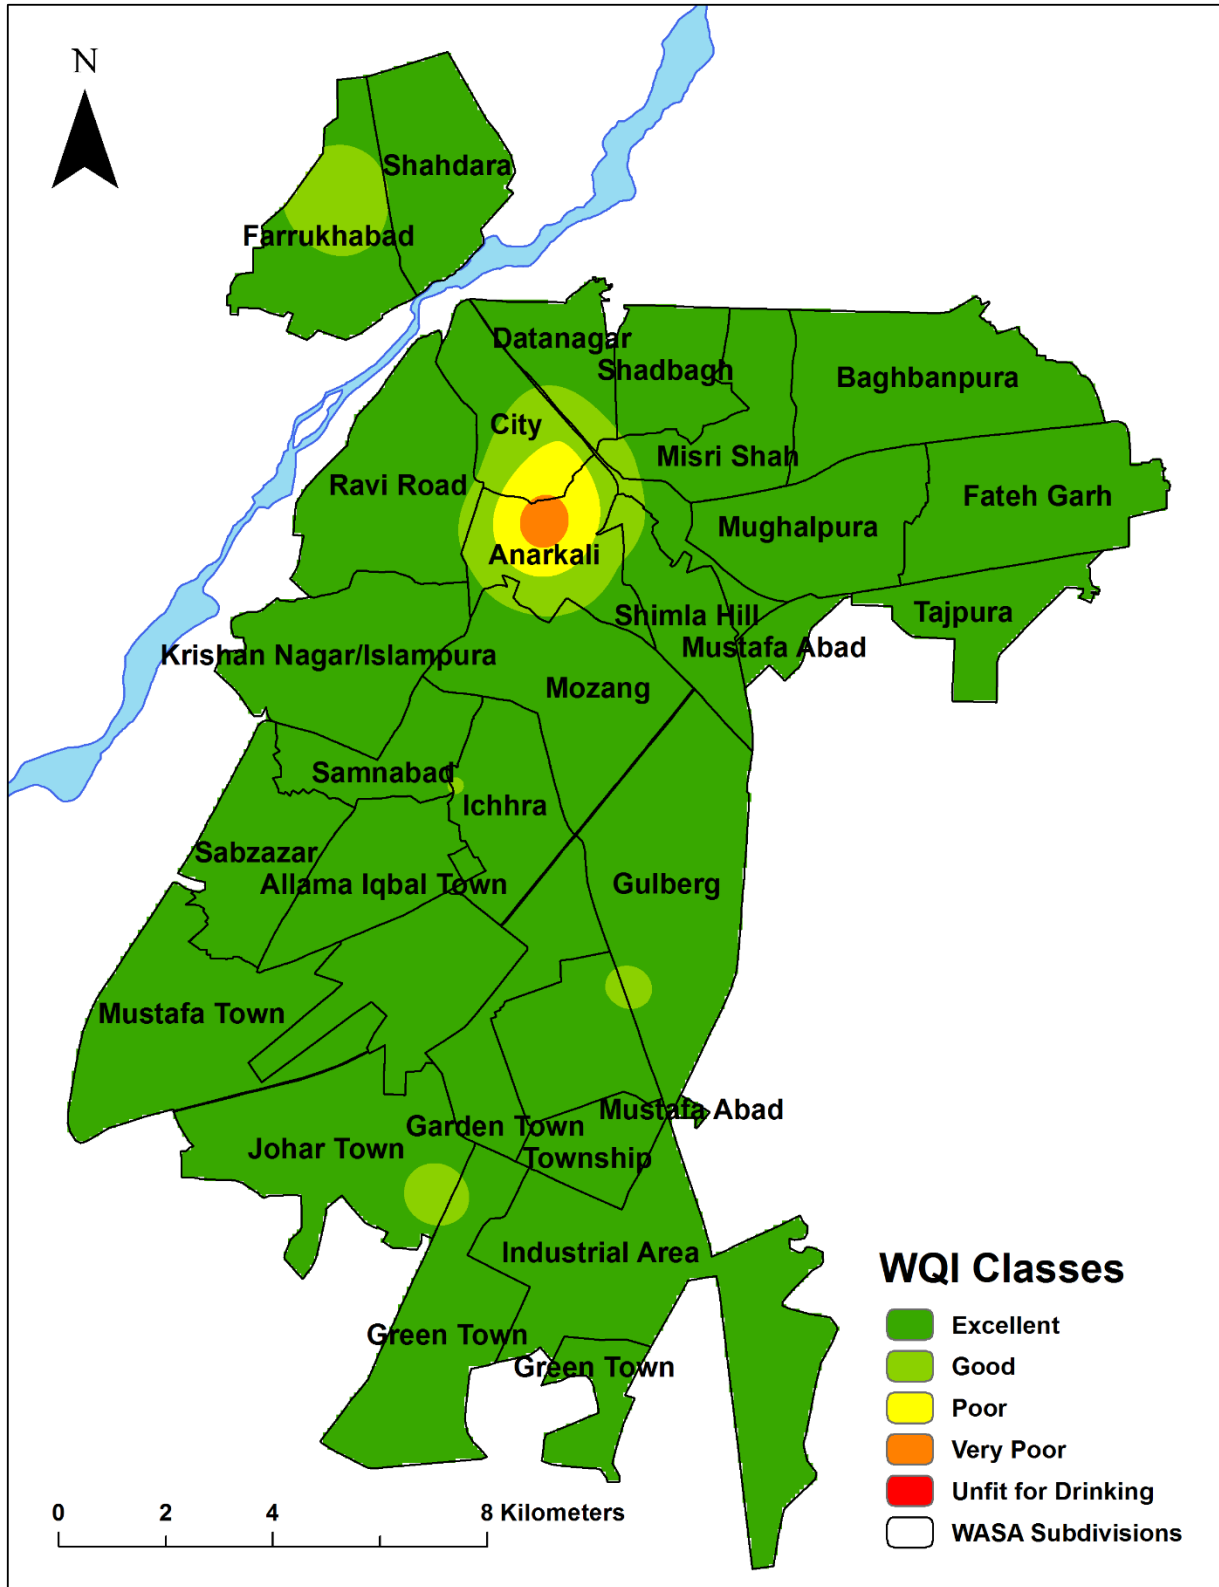 N
Shahdara
Farrukhabad
Datanagar
Shadbagh
Baghbanpura
City
Misri Shah
Ravi Road
Fateh Garh
Mughalpura
Anarkali
Shimla Hill
Tajpura
Mustafa Abad
Krishan Nagar/Islampura
Mozang
Samnabad
Ichhra
Sabzazar
Allama Iqbal Town
Gulberg
Mustafa Town
Mustafa Abad
Garden Town
Johar Town
Township
Industrial Area
Green Town
Green Town
WQI Classes
Excellent
Good
Poor
Very Poor
Unfit for Drinking
WASA Subdivisions
0 2 4 8 Kilometers